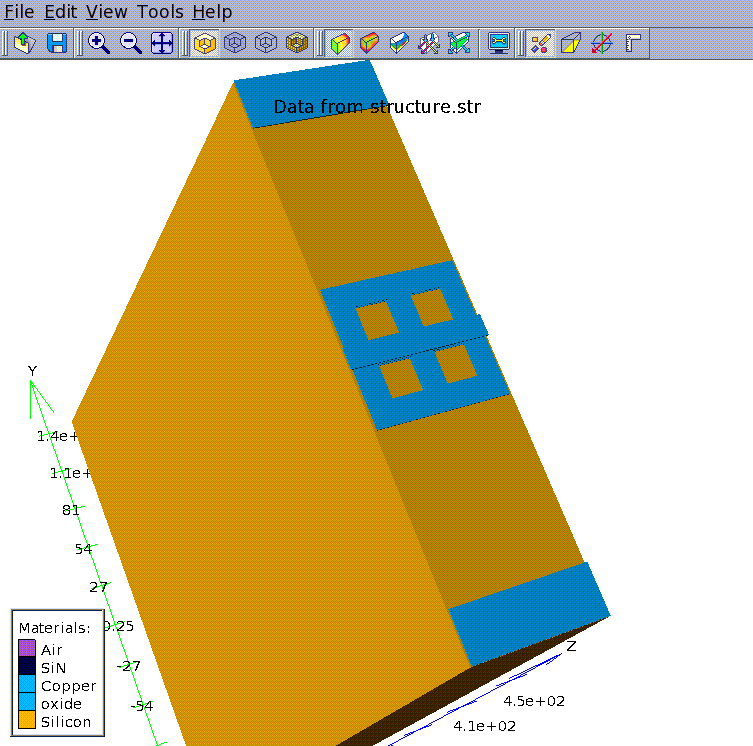 File Edit View Tools Help
Data from structure.str
Y
1.4e+
1.1e+
81
54
27
0.25
-27
-54
Z
4.5e+02
4.1e+02
Materials:
Air
SiN
Copper
oxide
Silicon